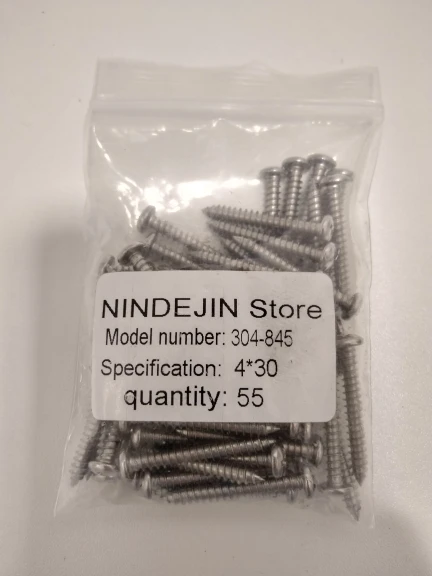 NINDEJIN Store
Model number: 304-845
Specification: 4*30
quantity: 55